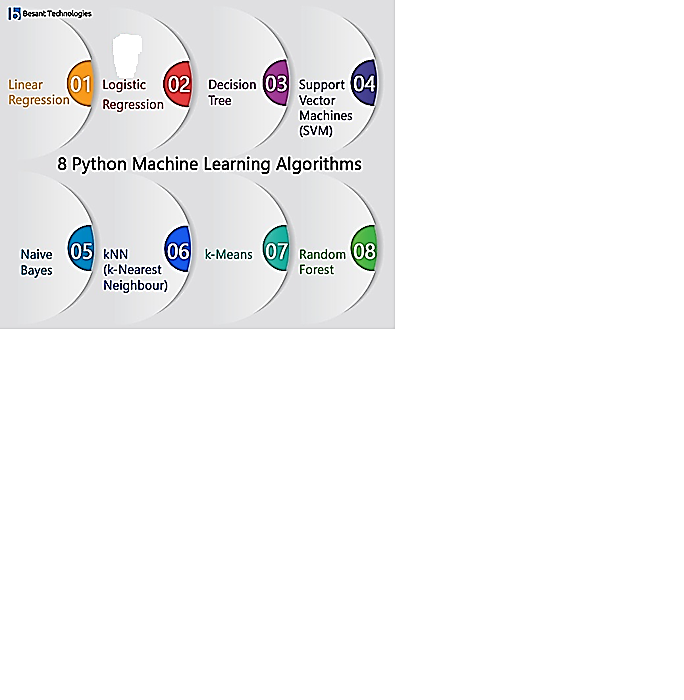 Besant Technologies
01
Linear
Regression
02
Logistic
Regression
03
Decision
Tree
04
Support
Vector
Machines
(SVM)
8 Python Machine Learning Algorithms
05
Naive
Bayes
06
kNN
(k-Nearest
Neighbour)
07
k-Means
08
Random
Forest